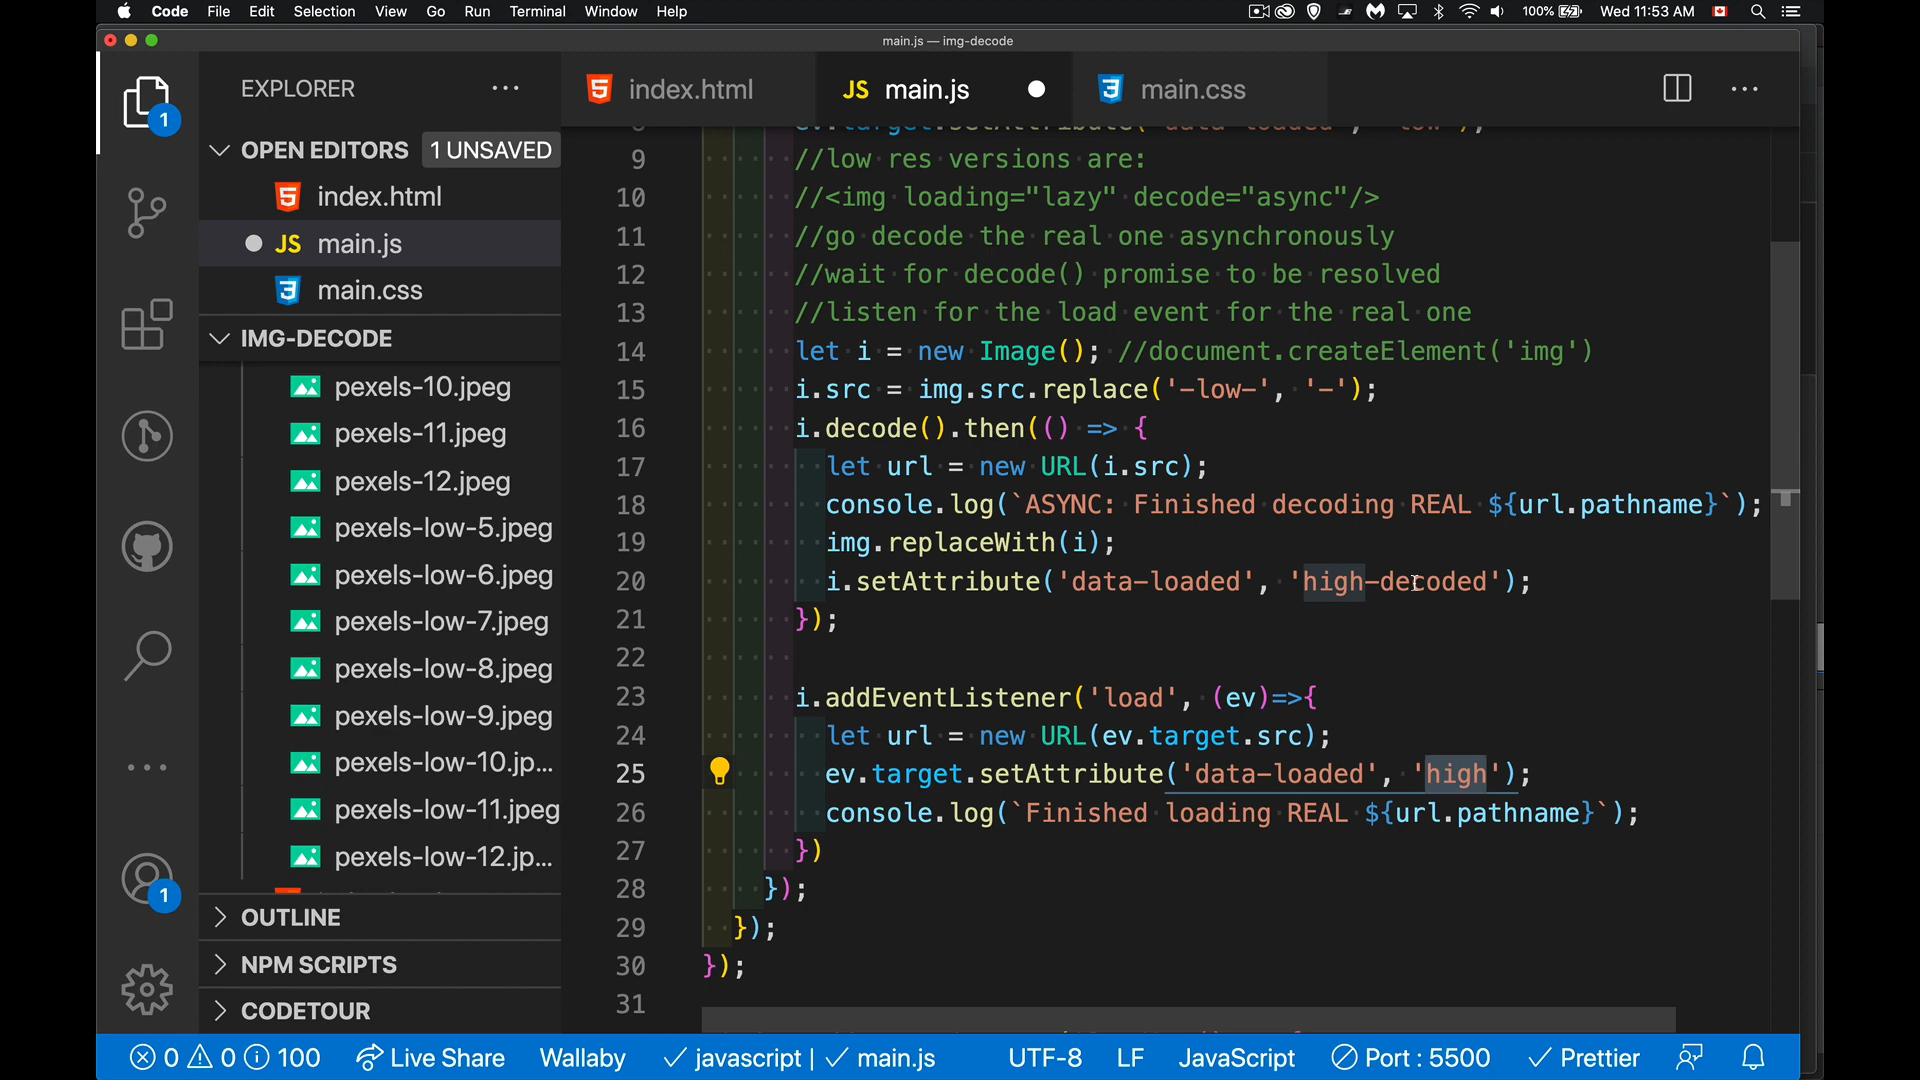 Code File Edit Selection View Go Run Terminal Window Help 100% Wed 11:53 AM
main.js — img-decode
EXPLORER
index.html
JS main.js
main.css
OPEN EDITORS 1 UNSAVED
index.html
JS main.js
main.css
IMG-DECODE
pexels-10.jpeg
pexels-11.jpeg
pexels-12.jpeg
pexels-low-5.jpeg
pexels-low-6.jpeg
pexels-low-7.jpeg
pexels-low-8.jpeg
pexels-low-9.jpeg
pexels-low-10.jp...
pexels-low-11.jpeg
pexels-low-12.jp...
OUTLINE
NPM SCRIPTS
CODETOUR
1
1
ev.target.setAttribute('data-loaded', 'low');
9 //low res versions are:
10 //<img loading="lazy" decode="async"/>
11 //go decode the real one asynchronously
12 //wait for decode() promise to be resolved
13 //listen for the load event for the real one
14 let i = new Image(); //document.createElement('img')
15 i.src = img.src.replace('-low-', '-');
16 i.decode().then(() => {
17 let url = new URL(i.src);
18 console.log(`ASYNC: Finished decoding REAL ${url.pathname}`);
19 img.replaceWith(i);
20 i.setAttribute('data-loaded', 'high-decoded');
21 });
22
23 i.addEventListener('load', (ev)=>{
24 let url = new URL(ev.target.src);
25 ev.target.setAttribute('data-loaded', 'high');
26 console.log(`Finished loading REAL ${url.pathname}`);
27 })
28 });
29 });
30 });
31
0 0 100 Live Share Wallaby javascript | main.js UTF-8 LF JavaScript Port : 5500 Prettier